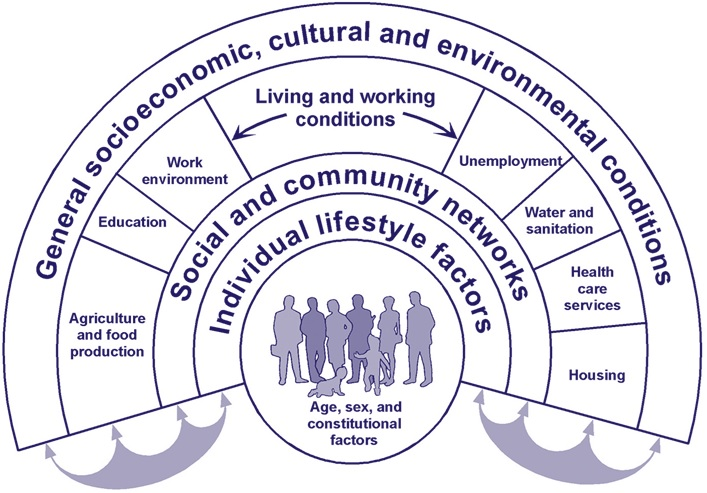 General socioeconomic, cultural and environmental conditions
Living and working
conditions
Work
environment
Unemployment
Education
Water and
sanitation
Agriculture
and food
production
Health
care
services
Housing
Social and community networks
Individual lifestyle factors
Age, sex, and
constitutional
factors